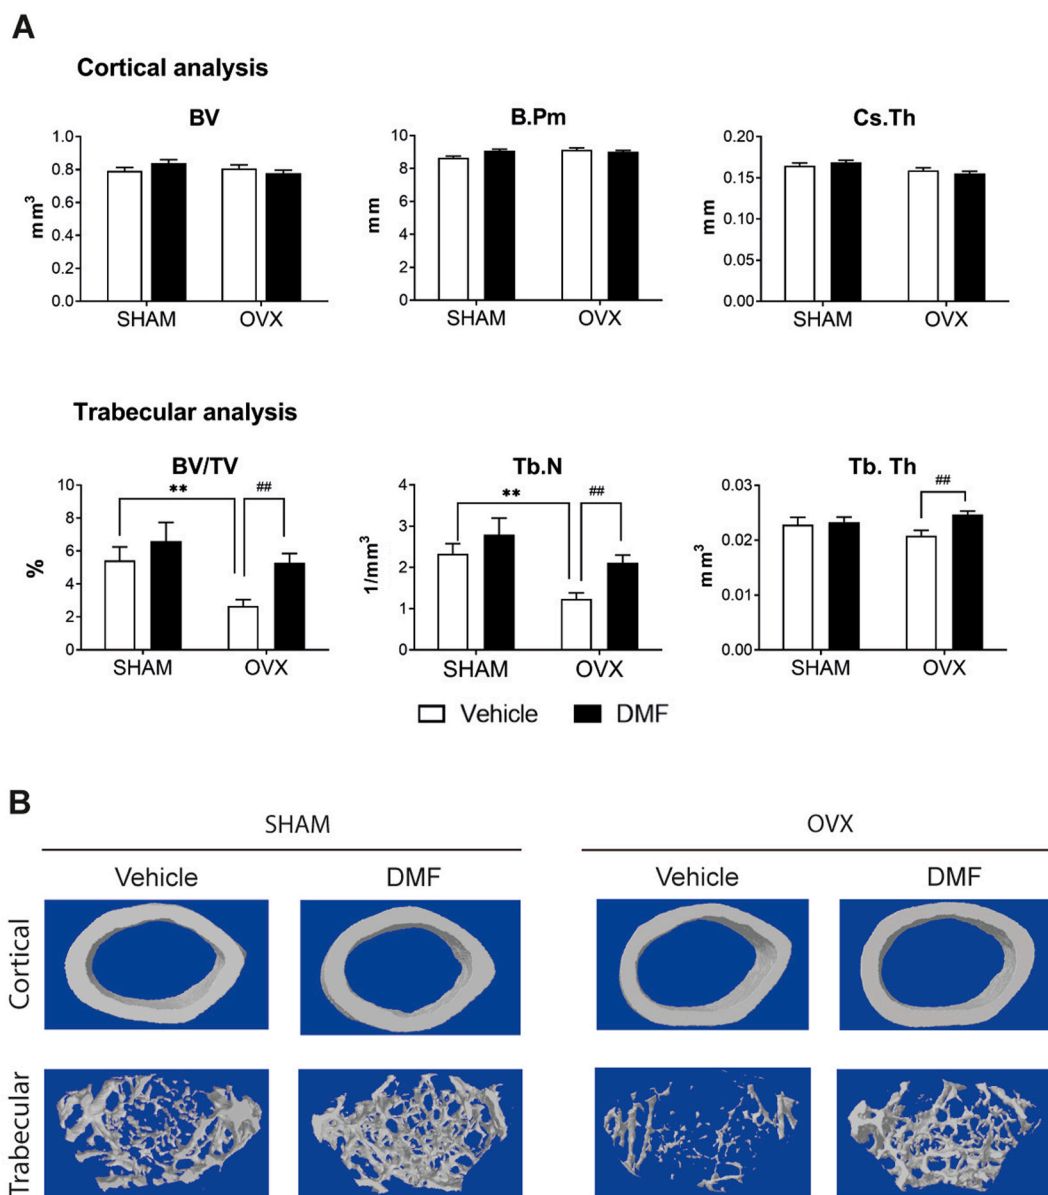 A
Cortical analysis
BV B.Pm Cs.Th
1.0 10 0.20
0.8 8 0.15
0.6 6 0.10
0.4 4 0.05
0.2 2 0.00
0.0 0
mm³ mm mm
SHAM OVX SHAM OVX SHAM OVX
Trabecular analysis
BV/TV Tb.N Tb. Th
10 4 0.03
8 3 0.02
6 2 0.01
4 1 0.00
2 0
0
** ## ** ## ##
% 1/mm³ mm³
SHAM OVX SHAM OVX SHAM OVX
Vehicle DMF
B
SHAM OVX
Vehicle DMF Vehicle DMF
Cortical
Trabecular